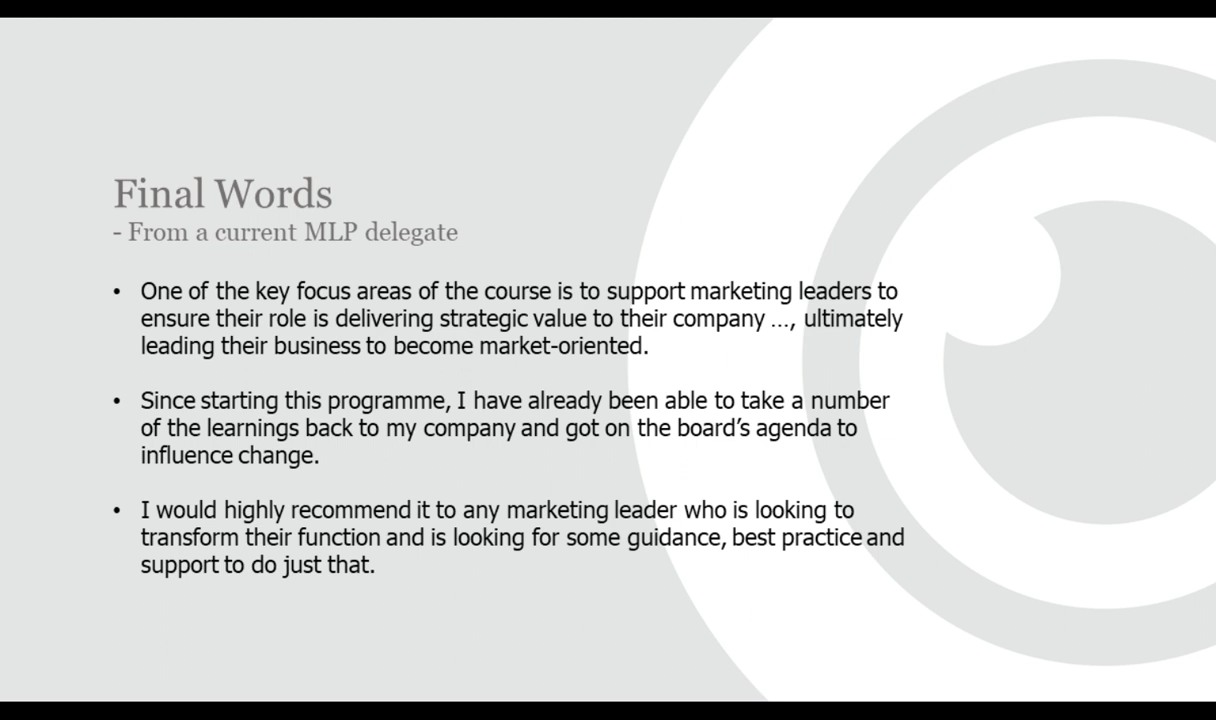 Final Words
- From a current MLP delegate
• One of the key focus areas of the course is to support marketing leaders to
ensure their role is delivering strategic value to their company ..., ultimately
leading their business to become market-oriented.
• Since starting this programme, I have already been able to take a number
of the learnings back to my company and got on the board’s agenda to
influence change.
• I would highly recommend it to any marketing leader who is looking to
transform their function and is looking for some guidance, best practice and
support to do just that.